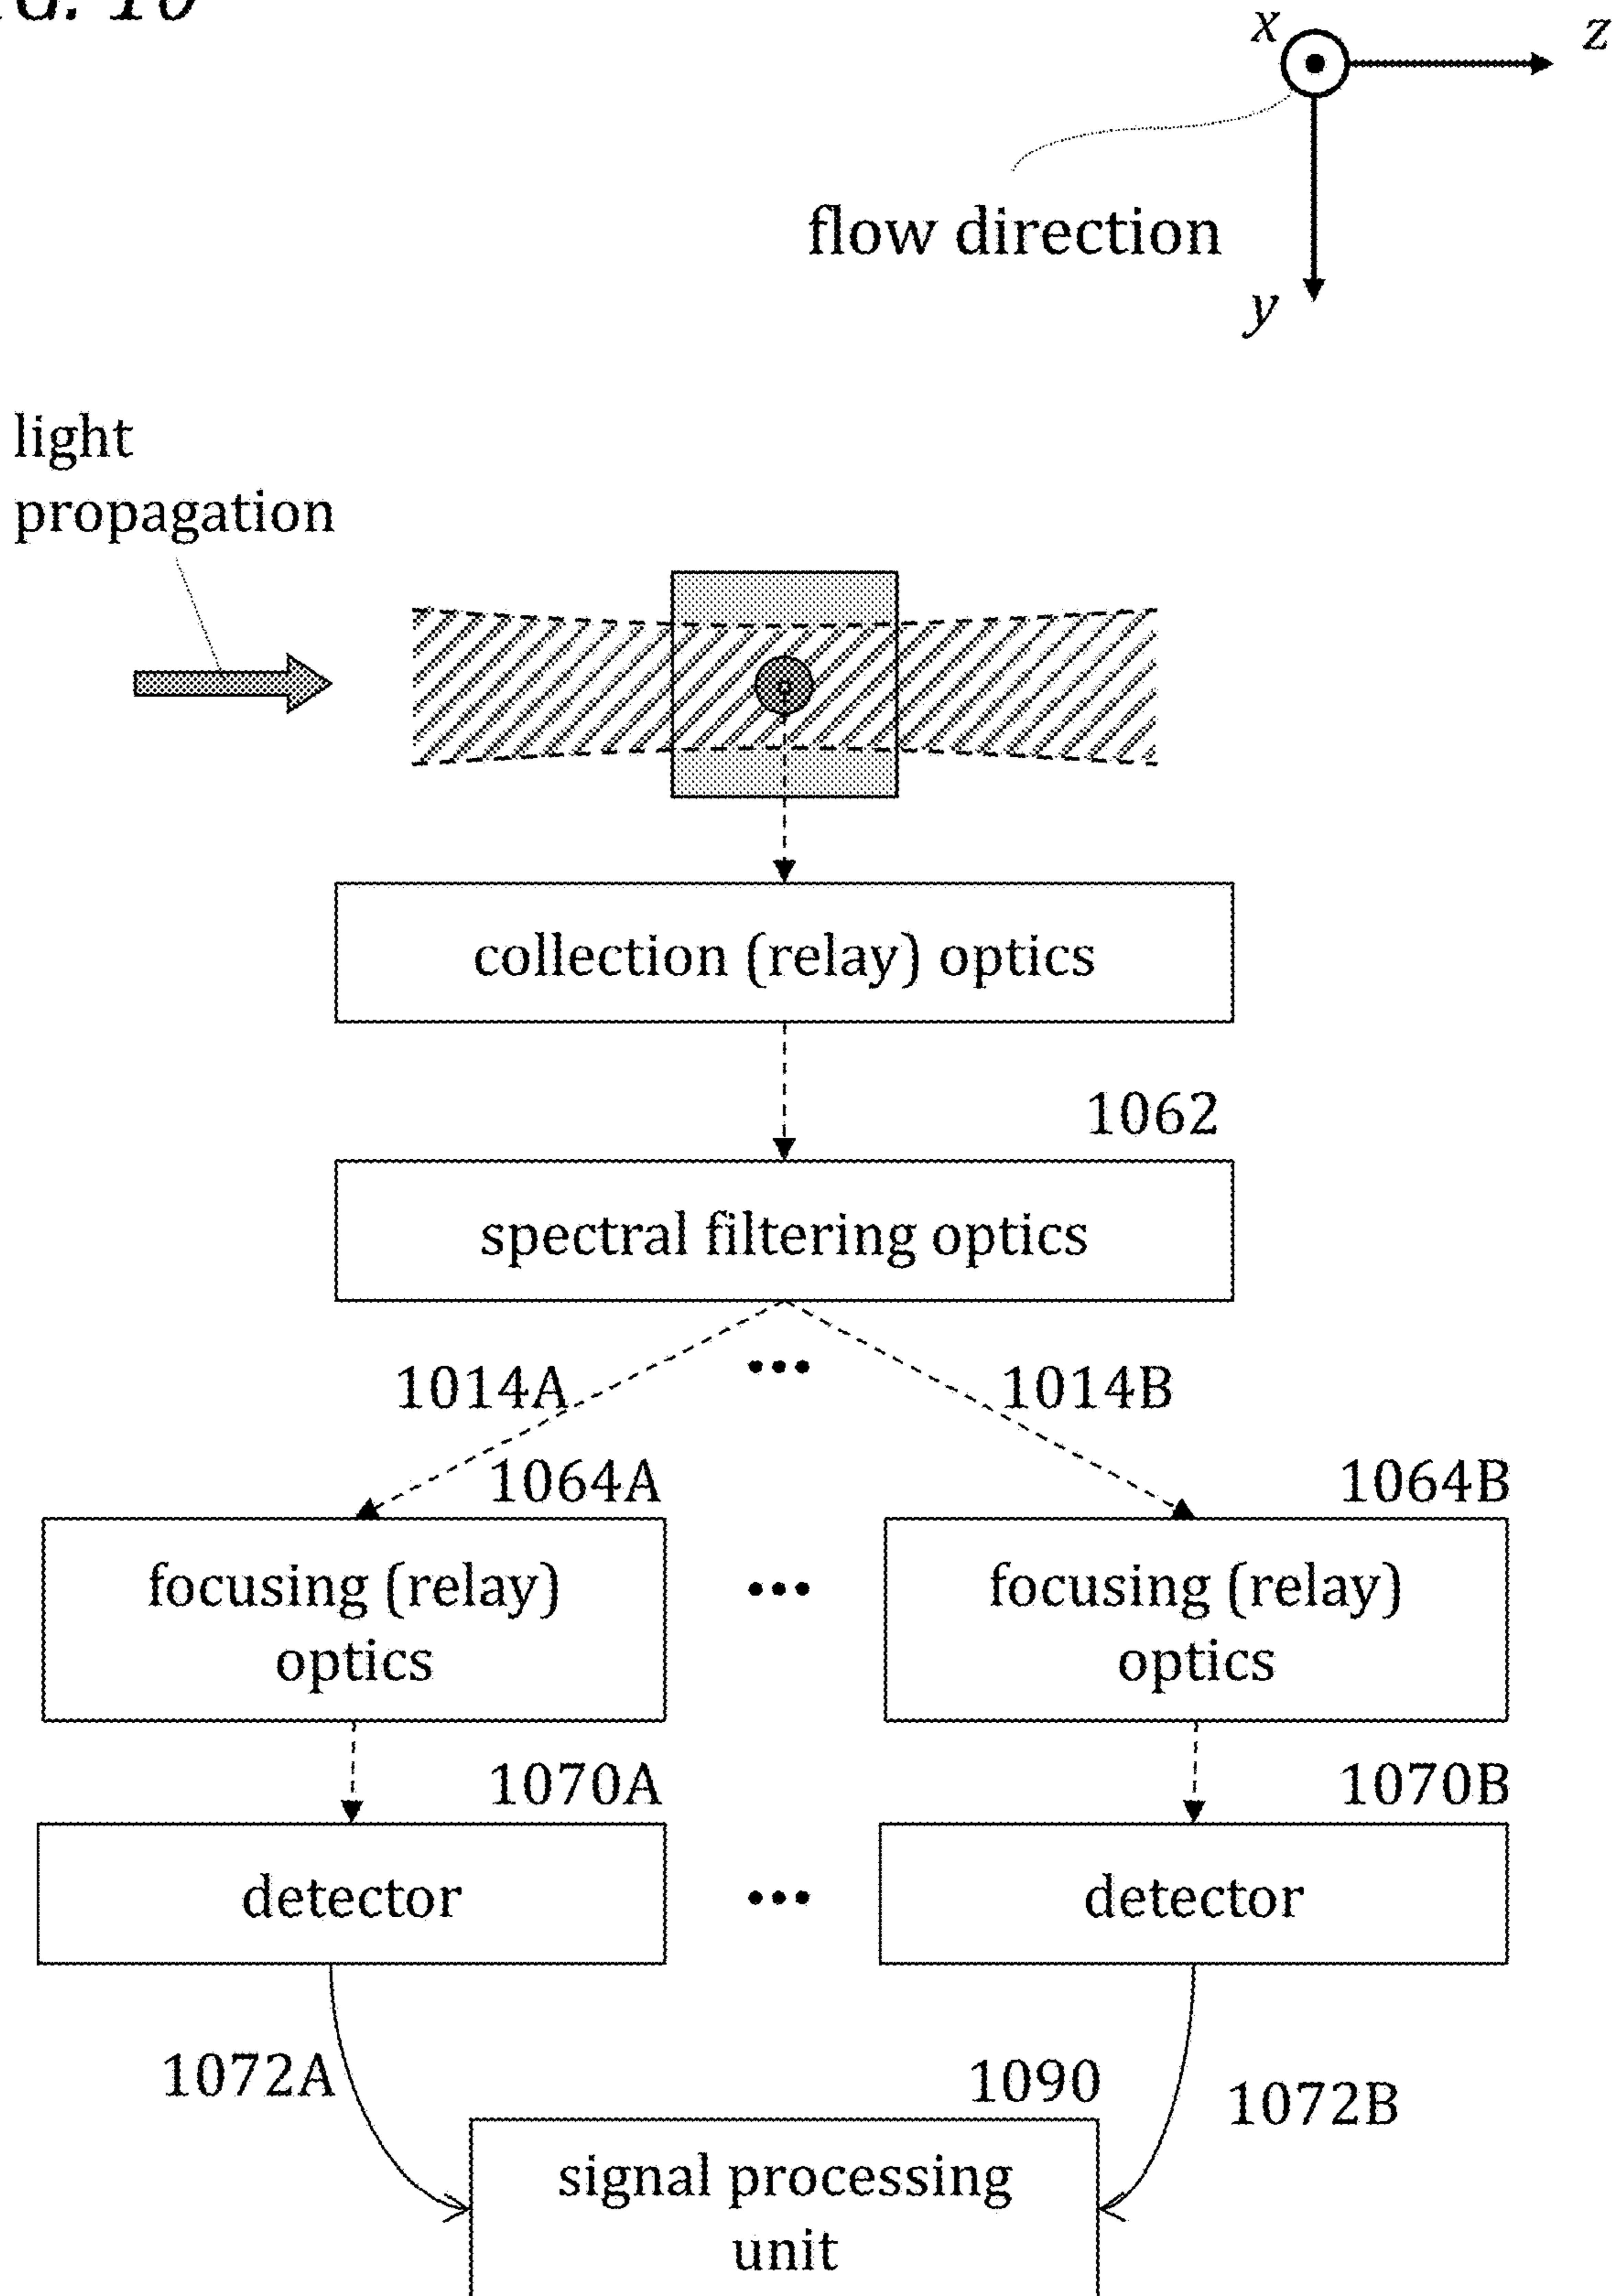 10
x
z
flow direction
y
light
propagation
collection (relay) optics
1062
spectral filtering optics
•••
1014A
1014B
1064A
1064B
focusing (relay)
optics
•••
focusing (relay)
optics
1070A
1070B
detector
•••
detector
1072A
1090
1072B
signal processing
unit